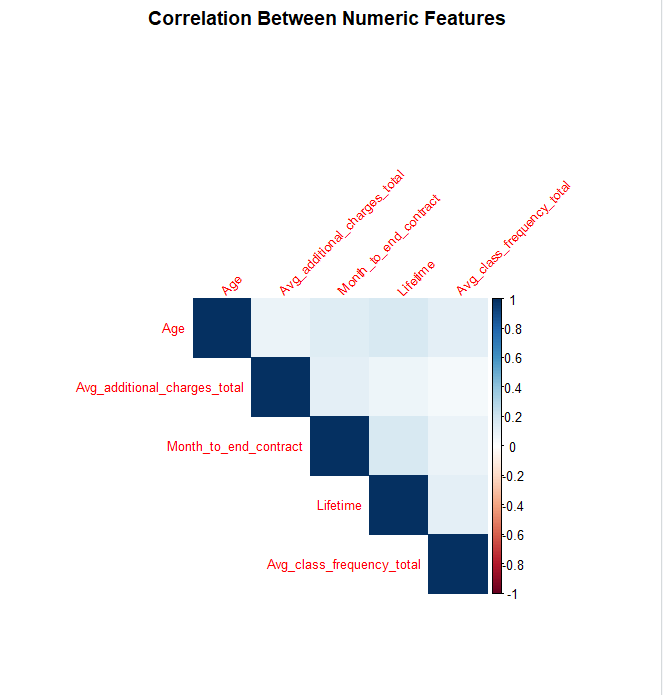 Correlation Between Numeric Features
Age
Avg_additional_charges_total
Month_to_end_contract
Lifetime
Avg_class_frequency_total
Age
Avg_additional_charges_total
Month_to_end_contract
Lifetime
Avg_class_frequency_total
1
0.8
0.6
0.4
0.2
0
-0.2
-0.4
-0.6
-0.8
-1